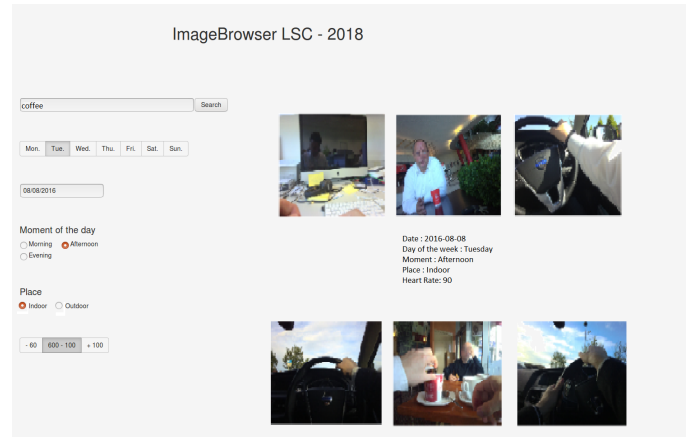 ImageBrowser LSC - 2018
coffee
Search
Mon. Tue. Wed. Thu. Fri. Sat. Sun.
08/08/2016
Moment of the day
Morning Afternoon
Evening
Place
Indoor Outdoor
- 60 600 - 100 + 100
Date : 2016-08-08
Day of the week : Tuesday
Moment : Afternoon
Place : Indoor
Heart Rate: 90